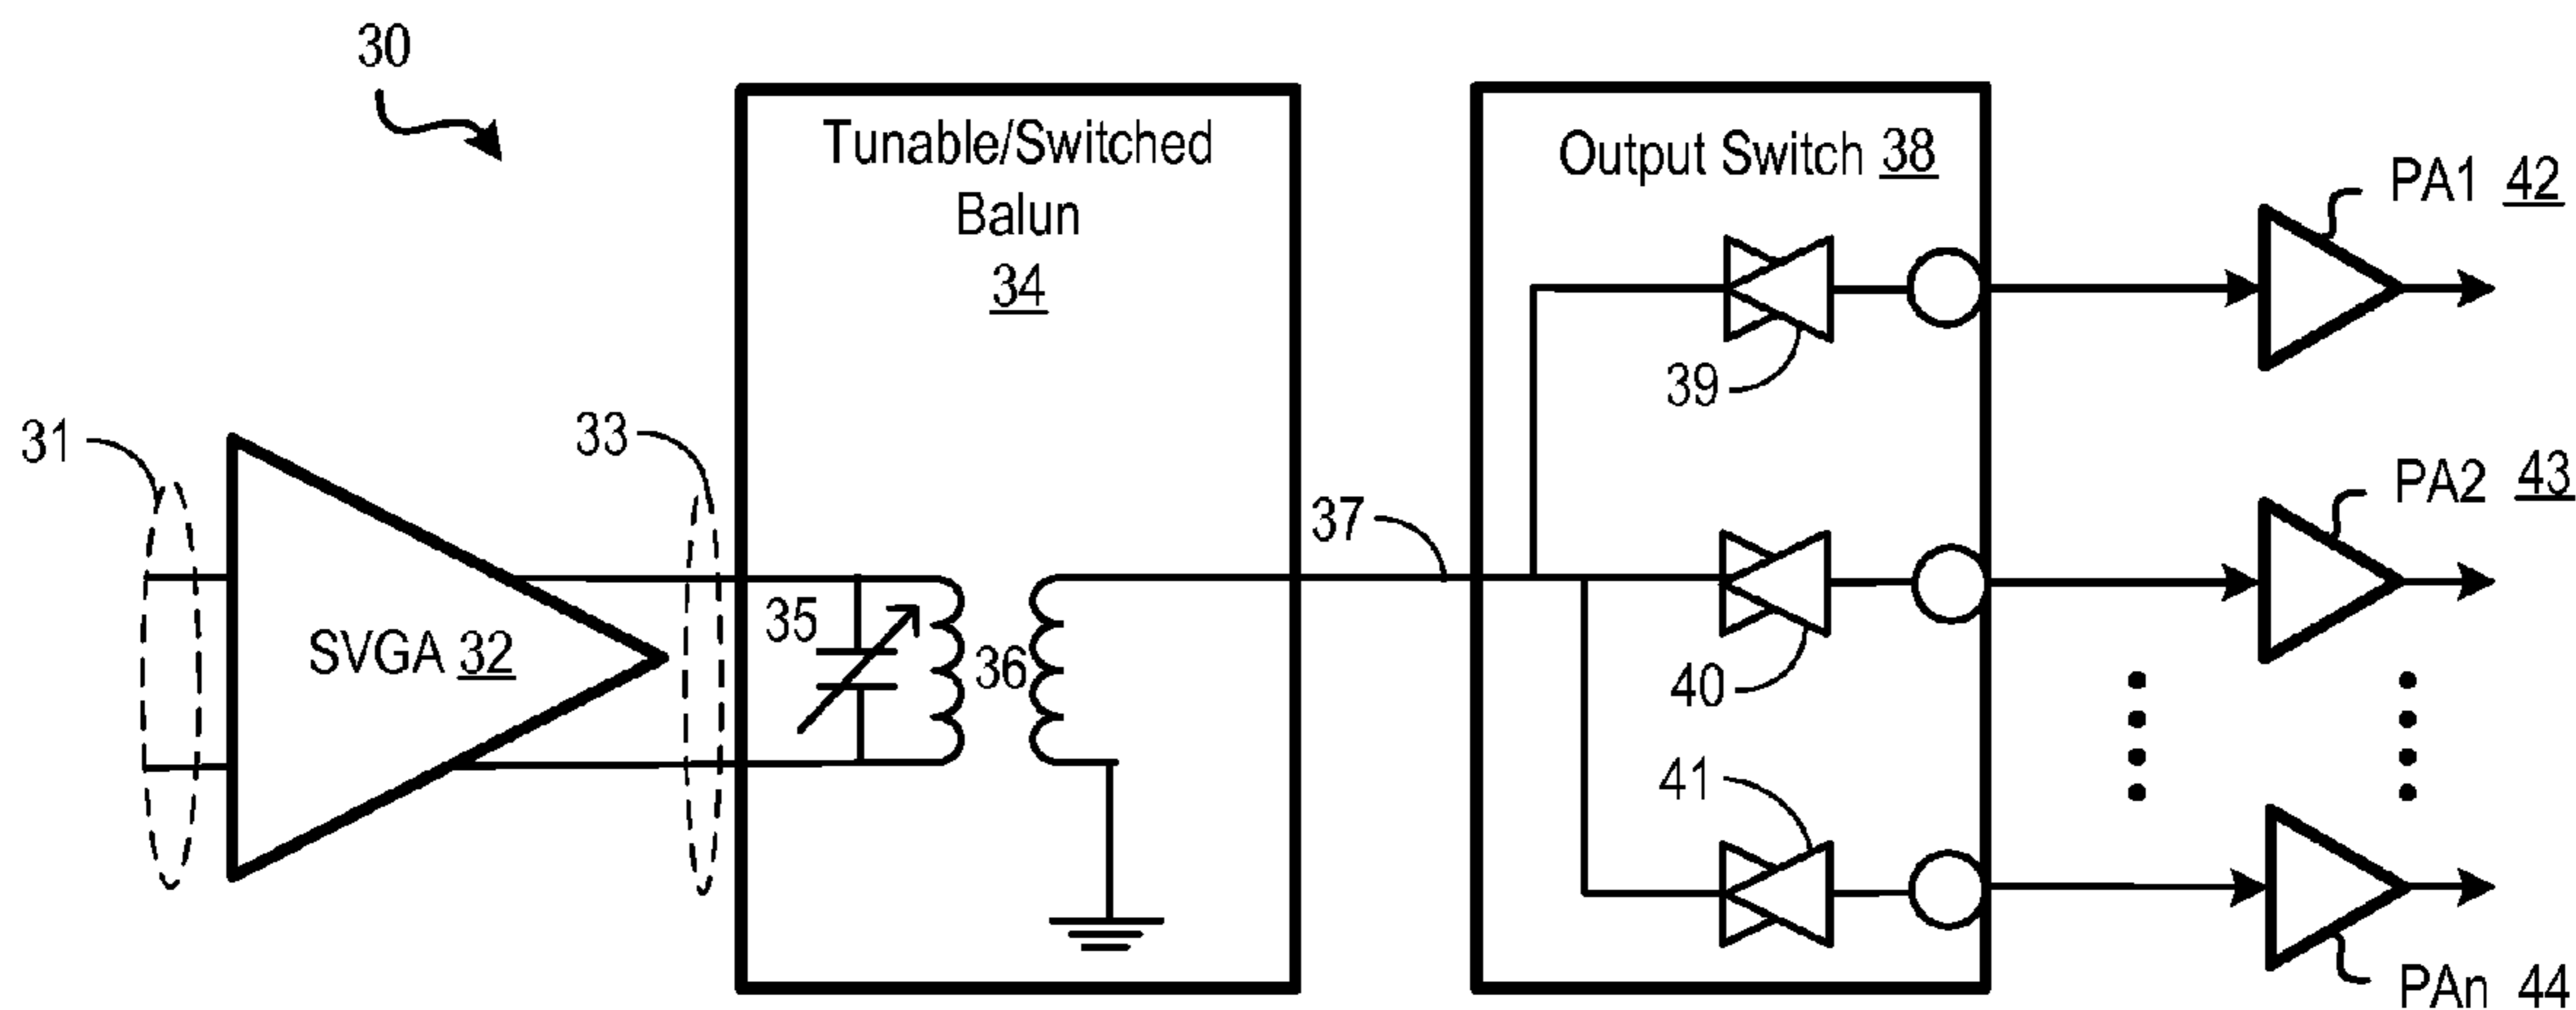 30
Tunable/Switched
Balun
34
Output Switch 38
PA1 42
39
31
33
PA2 43
37
35
SVGA 32
36
40
41
PAn 44